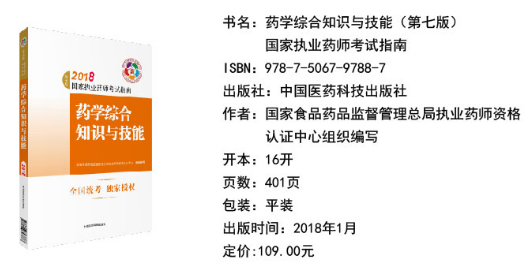 2018
国家执业药师考试指南
药学综合
知识与技能
全国统考 独家授权
书名：药学综合知识与技能（第七版）
国家执业药师考试指南
ISBN：978-7-5067-9788-7
出版社：中国医药科技出版社
作者：国家食品药品监督管理总局执业药师资格
认证中心组织编写
开本：16开
页数：401页
包装：平装
出版时间：2018年1月
定价:109.00元